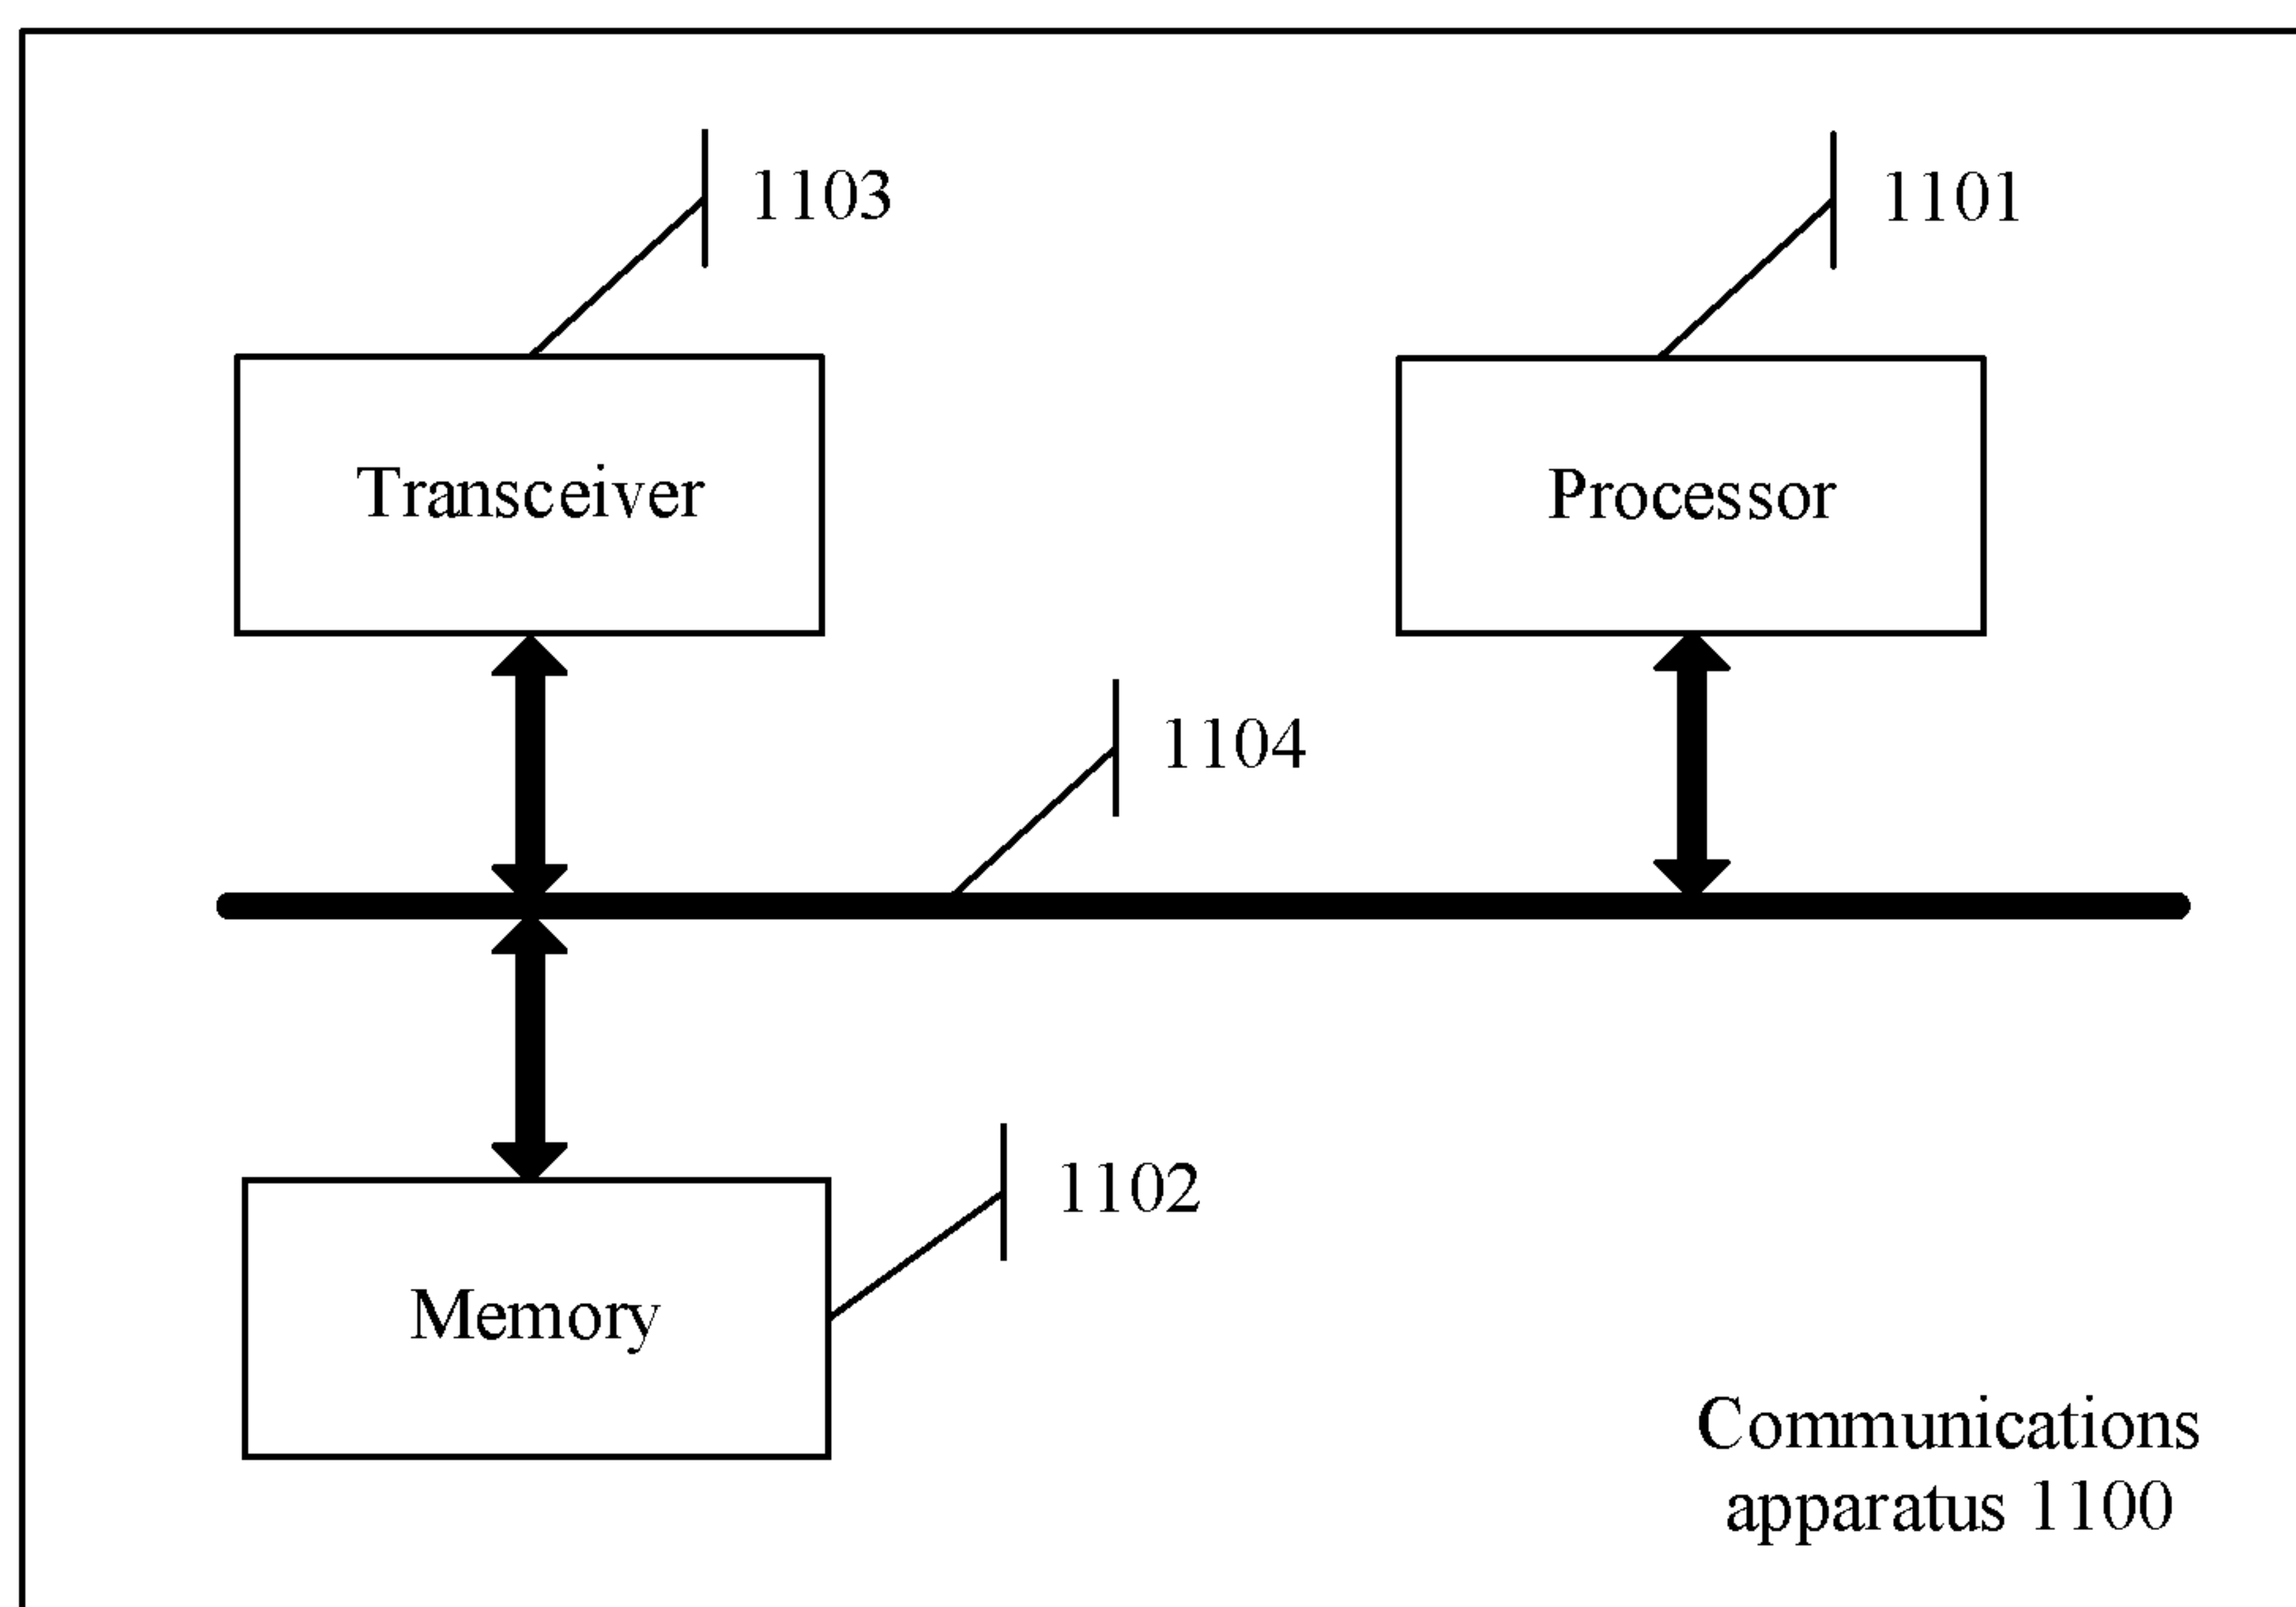 1103
1101
Transceiver
Processor
1104
1102
Memory
Communications
apparatus 1100